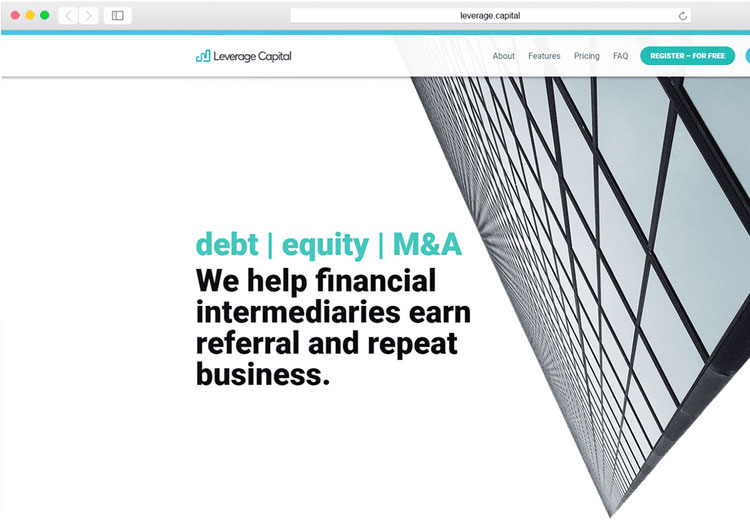 leverage.capital
Leverage Capital
About Features Pricing FAQ REGISTER – FOR FREE
debt | equity | M&A
We help financial
intermediaries earn
referral and repeat
business.